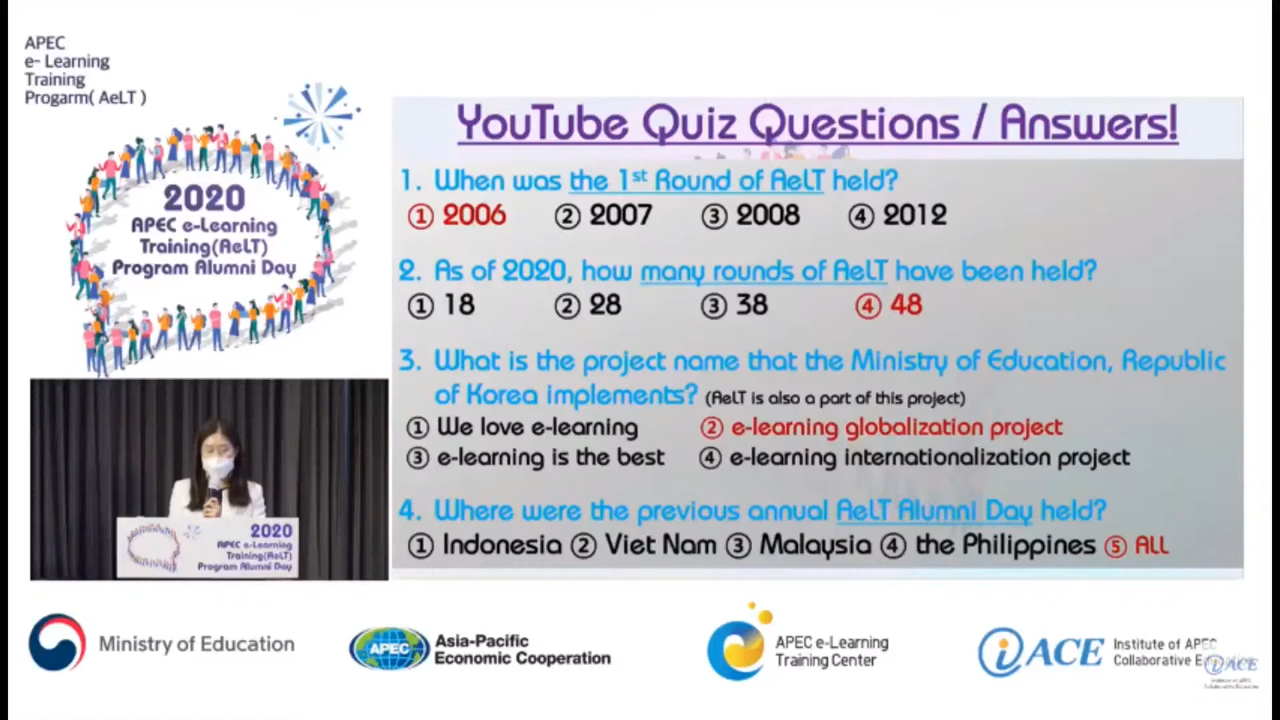 APEC
e- Learning
Training
Progarm( AeLT )
2020
APEC e-Learning
Training(AeLT)
Program Alumni Day
YouTube Quiz Questions / Answers!
1. When was the 1st Round of AeLT held?
① 2006 ② 2007 ③ 2008 ④ 2012
2. As of 2020, how many rounds of AeLT have been held?
① 18 ② 28 ③ 38 ④ 48
3. What is the project name that the Ministry of Education, Republic
of Korea implements? (AeLT is also a part of this project)
① We love e-learning ② e-learning globalization project
③ e-learning is the best ④ e-learning internationalization project
4. Where were the previous annual AeLT Alumni Day held?
① Indonesia ② Viet Nam ③ Malaysia ④ the Philippines ⑤ ALL
2020
APEC e-Learning
Training(AeLT)
Program Alumni Day
Ministry of Education
APEC
Asia-Pacific
Economic Cooperation
APEC e-Learning
Training Center
iACE
Institute of APEC
Collaborative Education
iACE